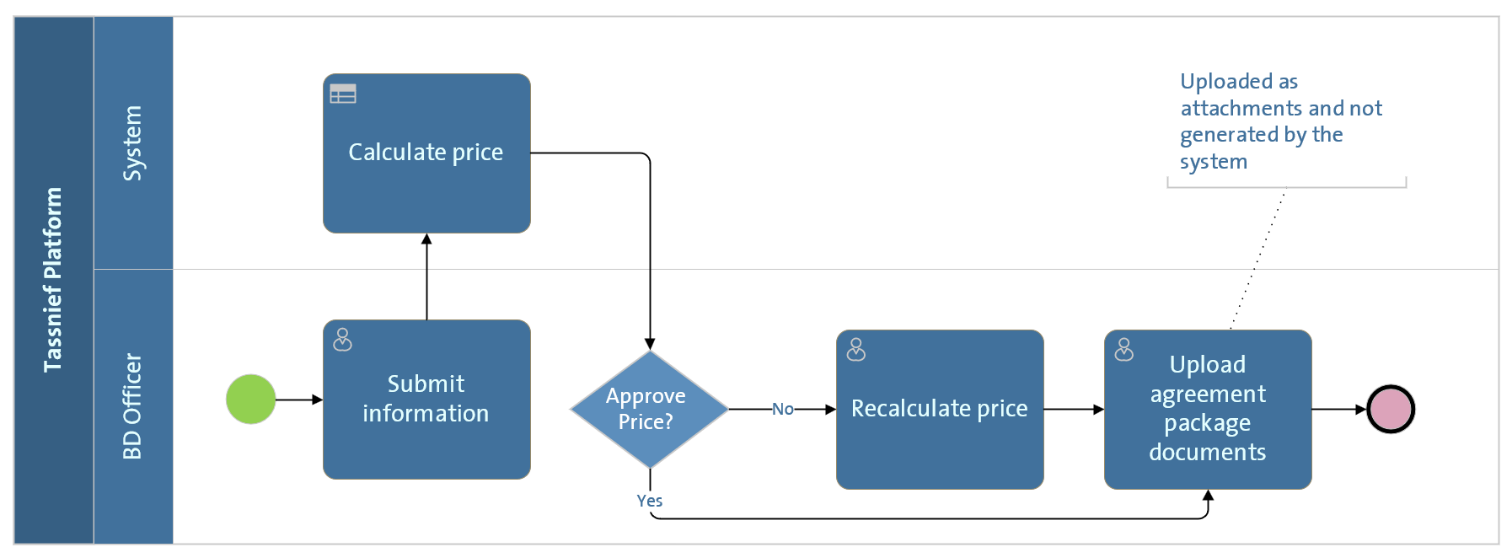 Tassnief Platform
System
BD Officer
Calculate price
Uploaded as
attachments and not
generated by the
system
Submit
information
Approve
Price?
No
Yes
Recalculate price
Upload
agreement
package
documents